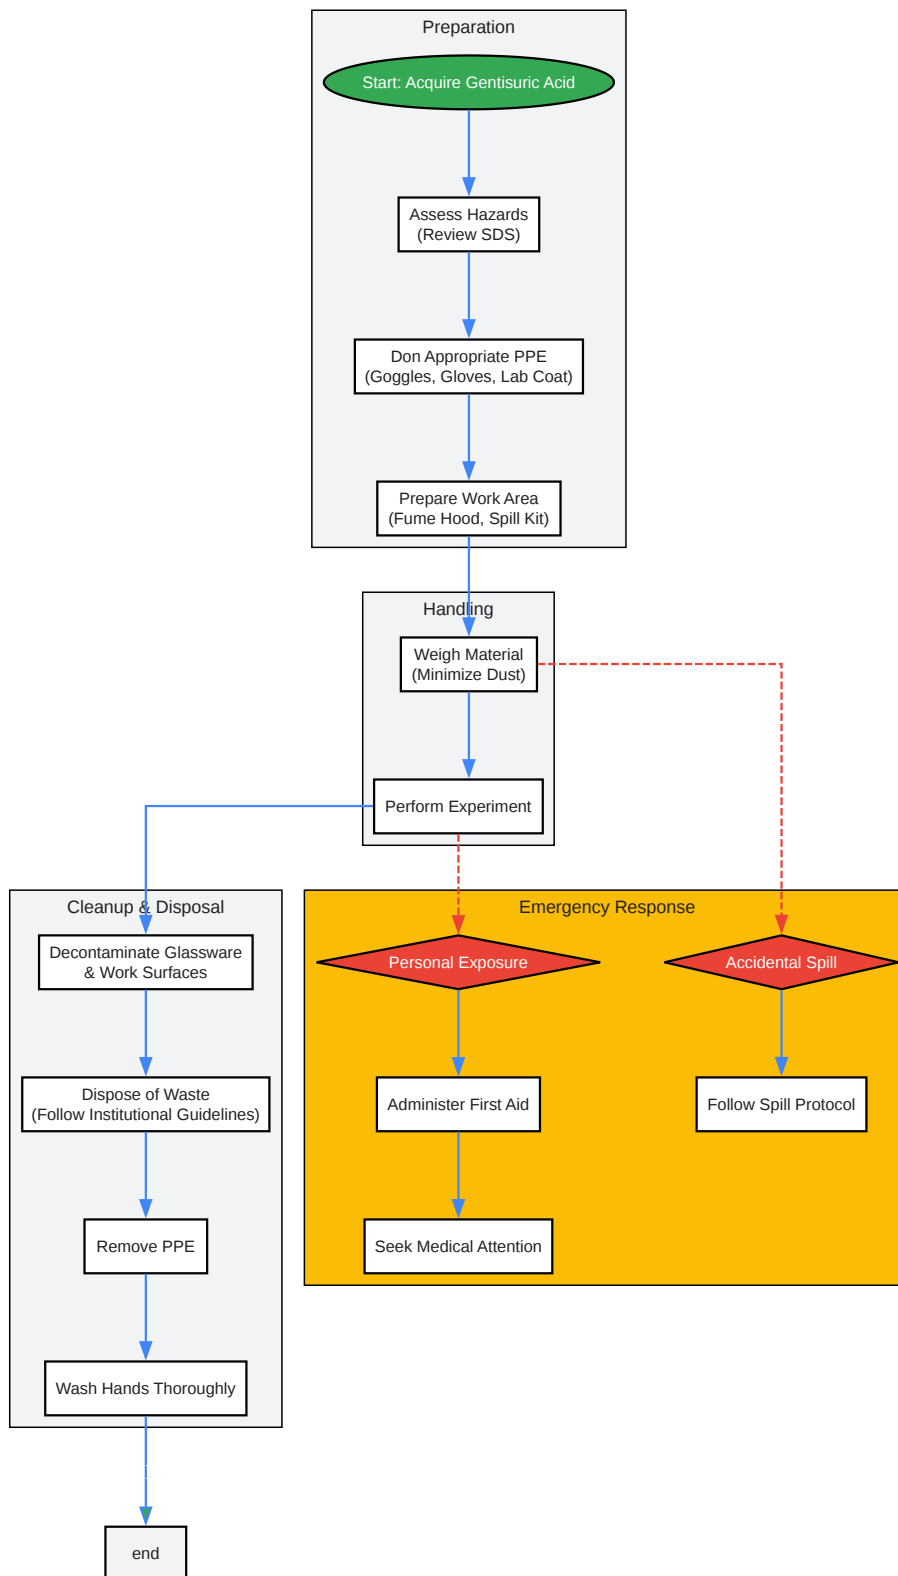 Preparation
Start: Acquire Gentisuric Acid
Assess Hazards
(Review SDS)
Don Appropriate PPE
(Goggles, Gloves, Lab Coat)
Prepare Work Area
(Fume Hood, Spill Kit)
Handling
Weigh Material
(Minimize Dust)
Perform Experiment
Cleanup & Disposal
Decontaminate Glassware
& Work Surfaces
Dispose of Waste
(Follow Institutional Guidelines)
Remove PPE
Wash Hands Thoroughly
end
Emergency Response
Personal Exposure
Administer First Aid
Seek Medical Attention
Accidental Spill
Follow Spill Protocol